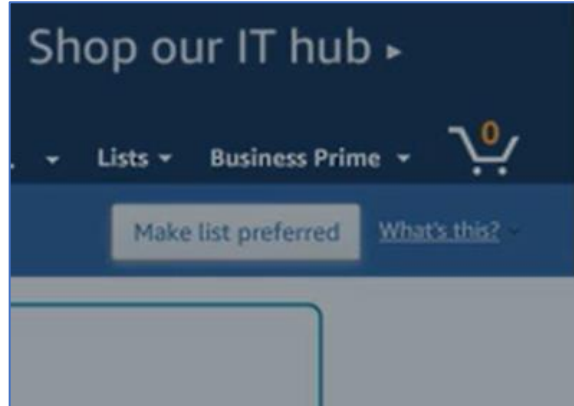 Shop our IT hub ▸
Lists ▾ Business Prime ▾ 0
Make list preferred What's this?